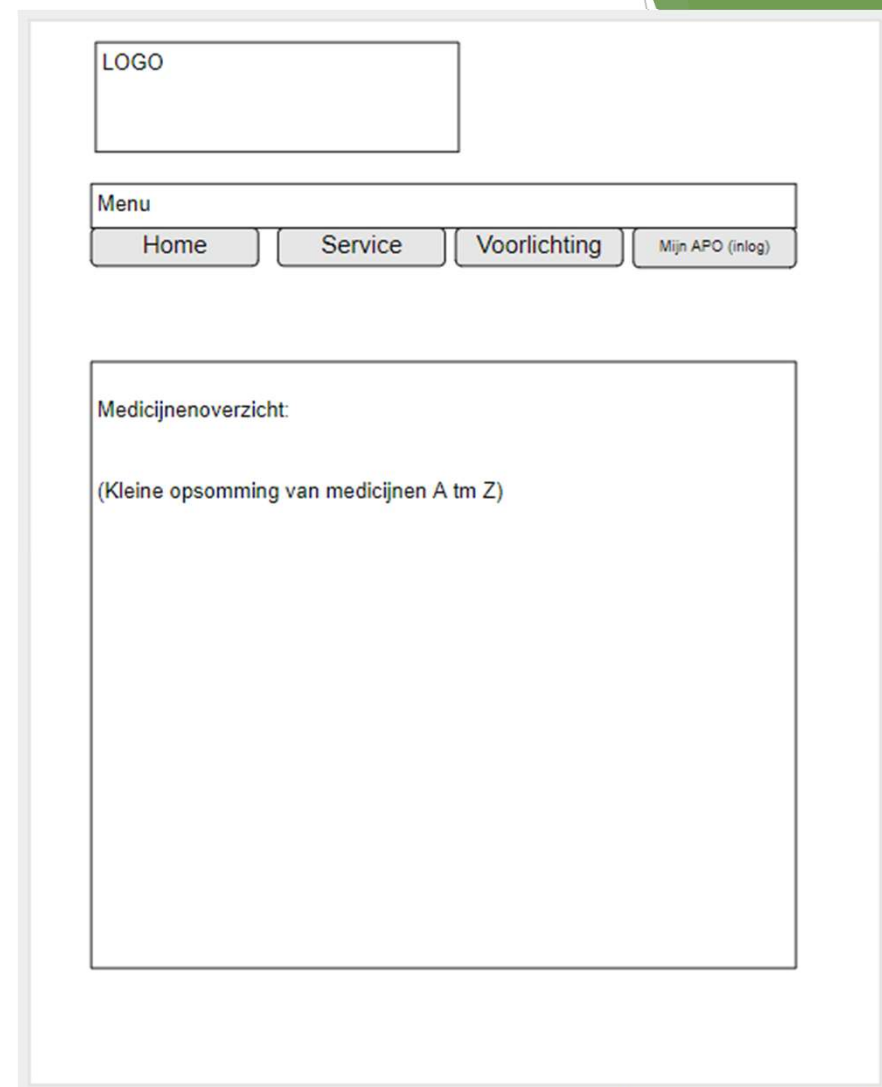 LOGO
Menu
Home Service Voorlichting Mijn APO (inlog)
Medicijnenoverzicht:
(Kleine opsomming van medicijnen A tm Z)